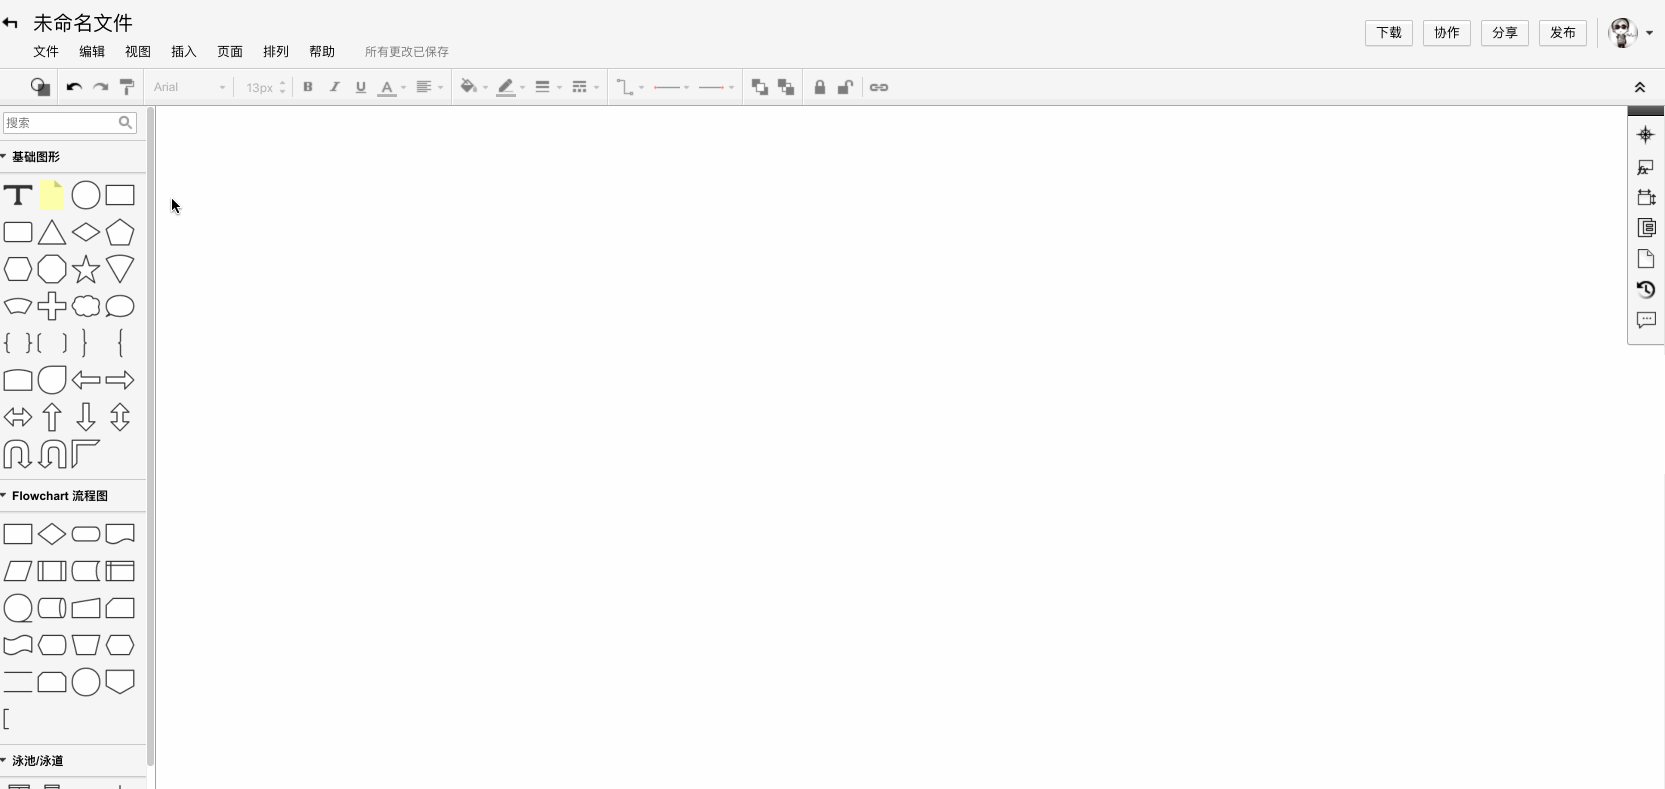 未命名文件
文件 编辑 视图 插入 页面 排列 帮助 所有更改已保存
下载 协作 分享 发布
Arial 13px B I U A
搜索
基础图形
T
Flowchart 流程图
泳池/泳道